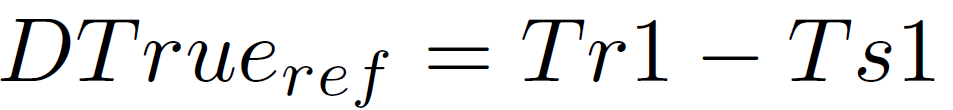 DTrue_{ref} = Tr1 − Ts1